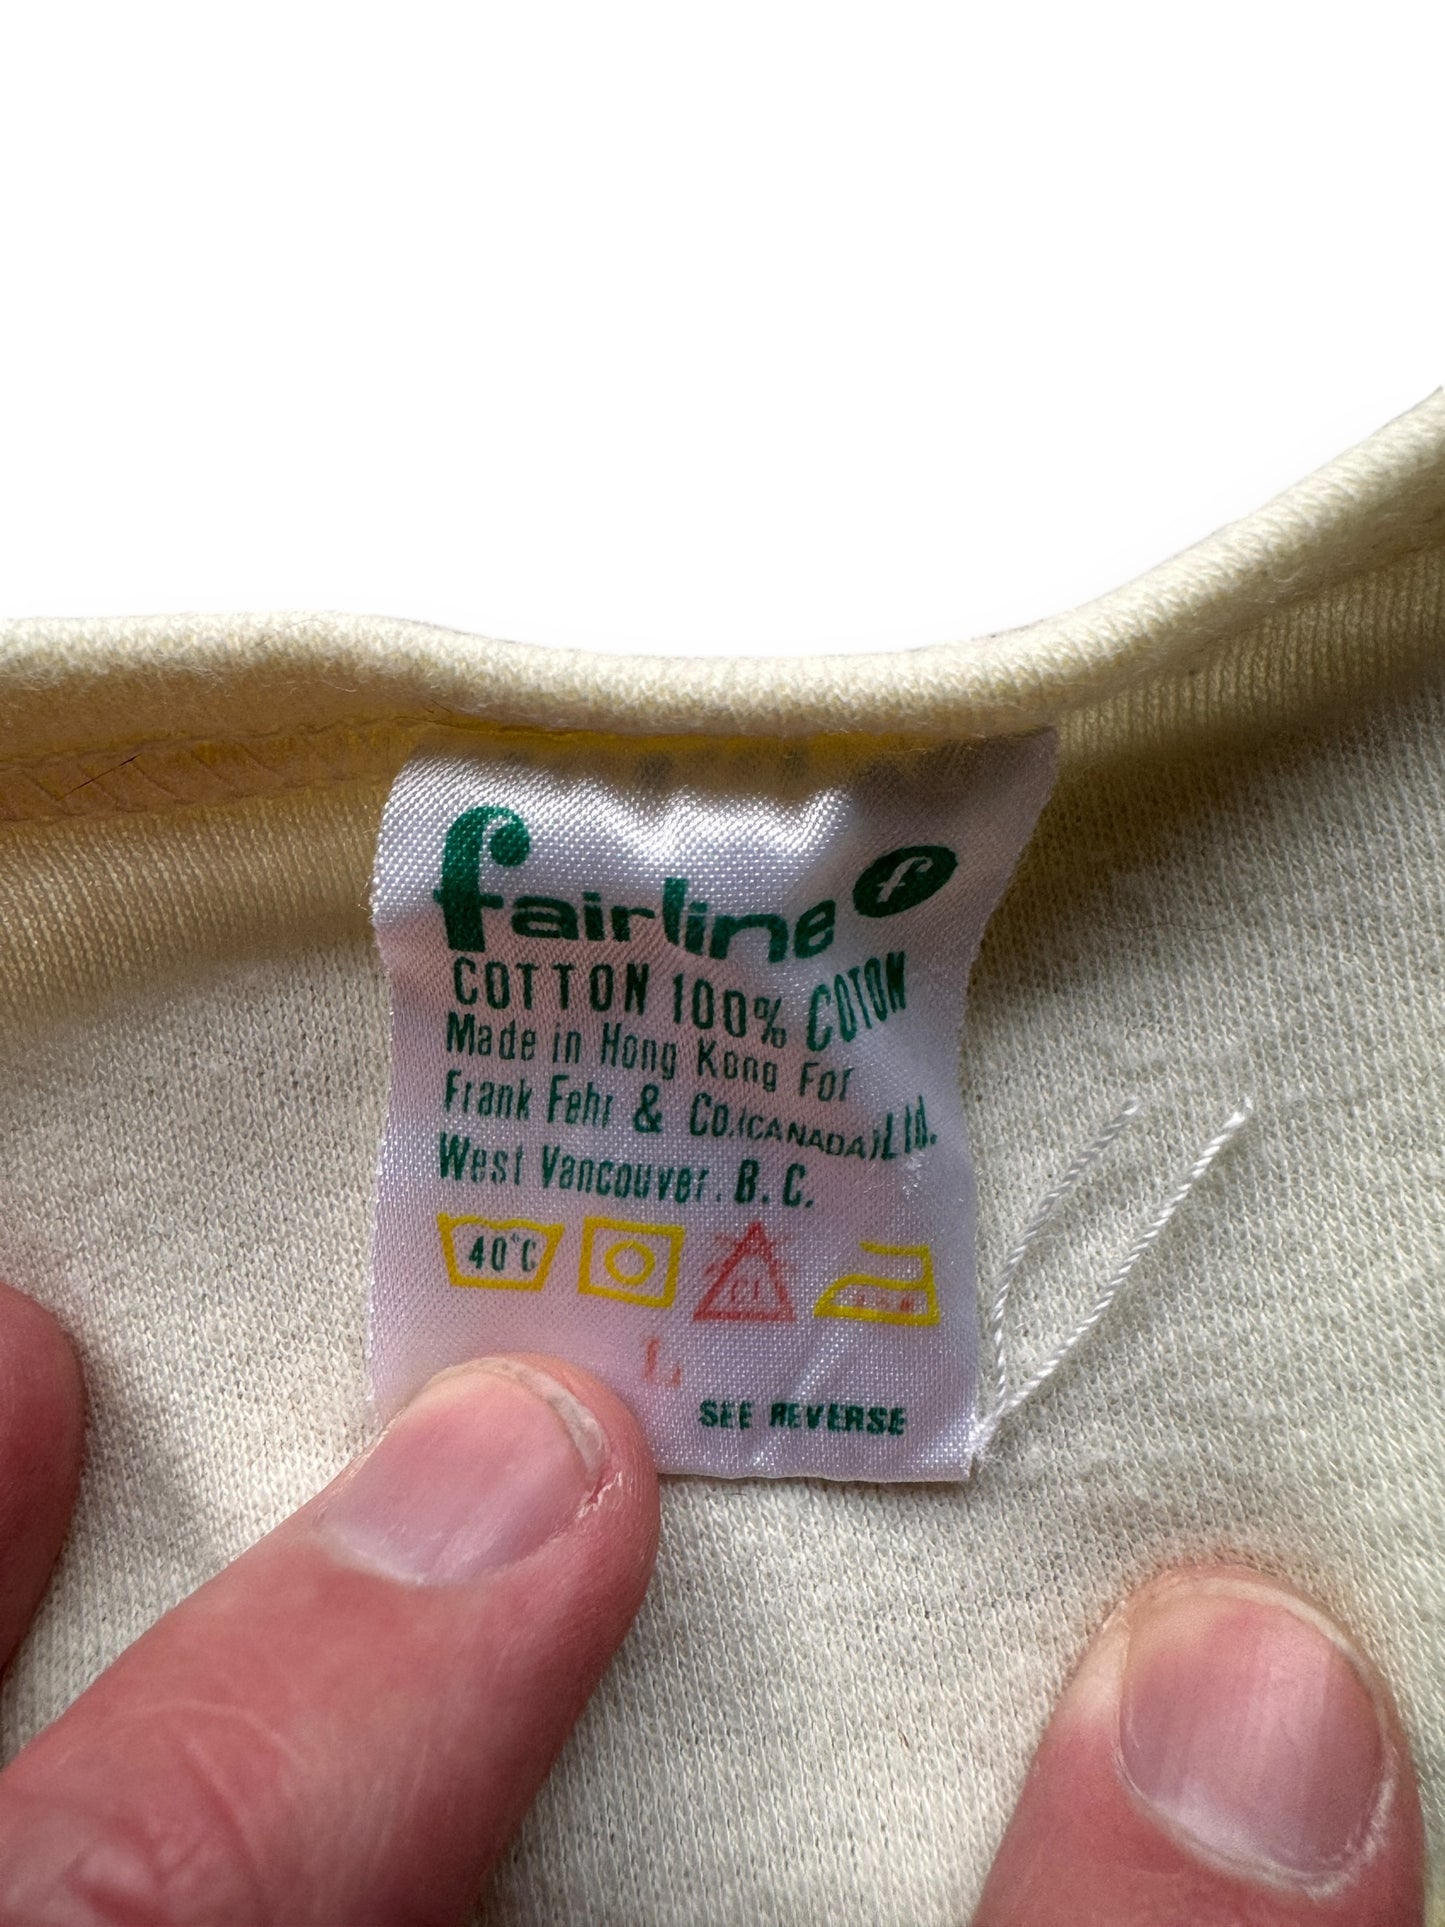 fairline f
COTTON 100% COTON
Made in Hong Kong For
Frank Fehr & Co.(CANADA)Ltd.
West Vancouver. B.C.
40°C Cl
L
SEE REVERSE